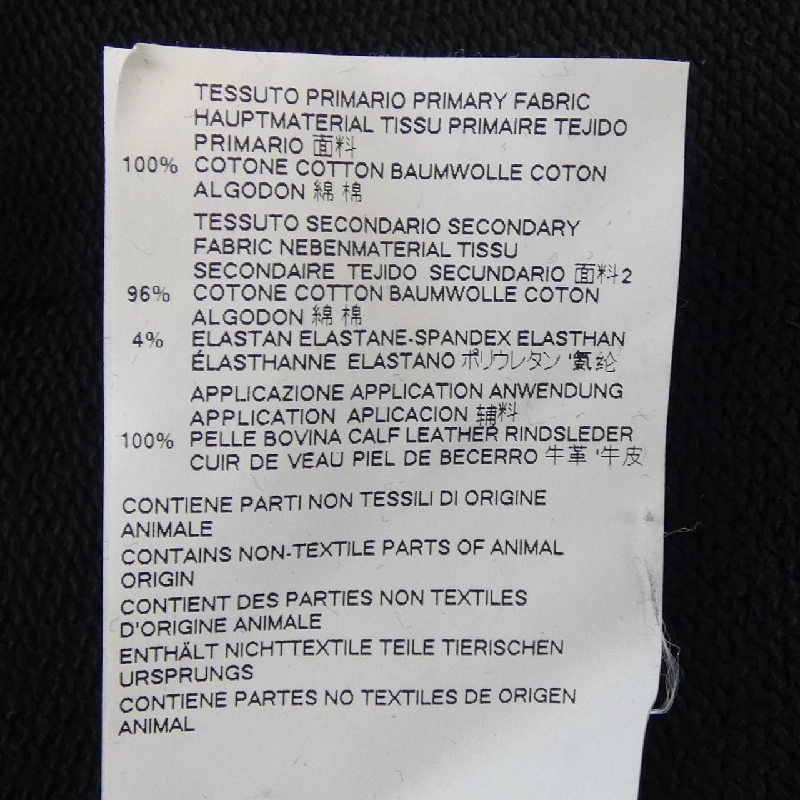 TESSUTO PRIMARIO PRIMARY FABRIC
HAUPTMATERIAL TISSU PRIMAIRE TEJIDO
PRIMARIO 面料
100% COTONE COTTON BAUMWOLLE COTON
ALGODON 綿 棉
TESSUTO SECONDARIO SECONDARY
FABRIC NEBENMATERIAL TISSU
SECONDAIRE TEJIDO SECUNDARIO 面料2
96% COTONE COTTON BAUMWOLLE COTON
ALGODON 綿 棉
4% ELASTAN ELASTANE-SPANDEX ELASTHAN
ÉLASTHANNE ELASTANO ポリウレタン '氨纶
APPLICAZIONE APPLICATION ANWENDUNG
APPLICATION APLICACION 辅料
100% PELLE BOVINA CALF LEATHER RINDSLEDER
CUIR DE VEAU PIEL DE BECERRO 牛革 '牛皮
CONTIENE PARTI NON TESSILI DI ORIGINE
ANIMALE
CONTAINS NON-TEXTILE PARTS OF ANIMAL
ORIGIN
CONTIENT DES PARTIES NON TEXTILES
D'ORIGINE ANIMALE
ENTHÄLT NICHTTEXTILE TEILE TIERISCHEN
URSPRUNGS
CONTIENE PARTES NO TEXTILES DE ORIGEN
ANIMAL